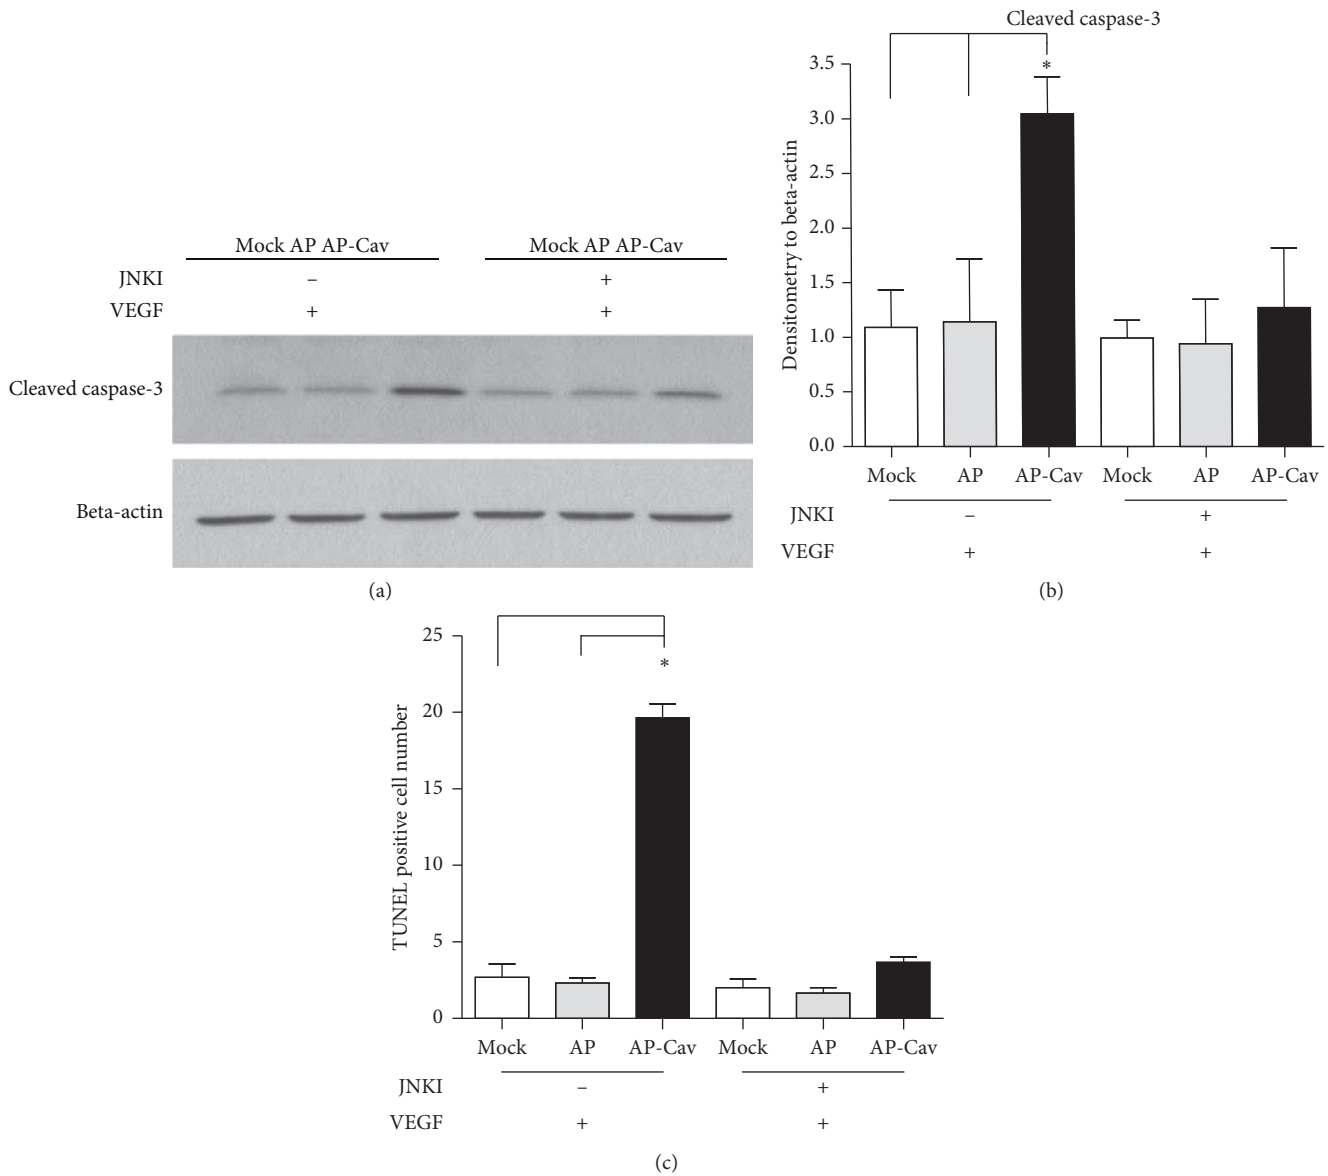 Mock AP AP-Cav Mock AP AP-Cav
JNKI – +
VEGF + +
Cleaved caspase-3
Beta-actin
(a)
Cleaved caspase-3
*
Densitometry to beta-actin
3.5
3.0
2.5
2.0
1.5
1.0
0.5
0.0
Mock AP AP-Cav Mock AP AP-Cav
JNKI – +
VEGF + +
(b)
*
TUNEL positive cell number
25
20
15
10
5
0
Mock AP AP-Cav Mock AP AP-Cav
JNKI – +
VEGF + +
(c)